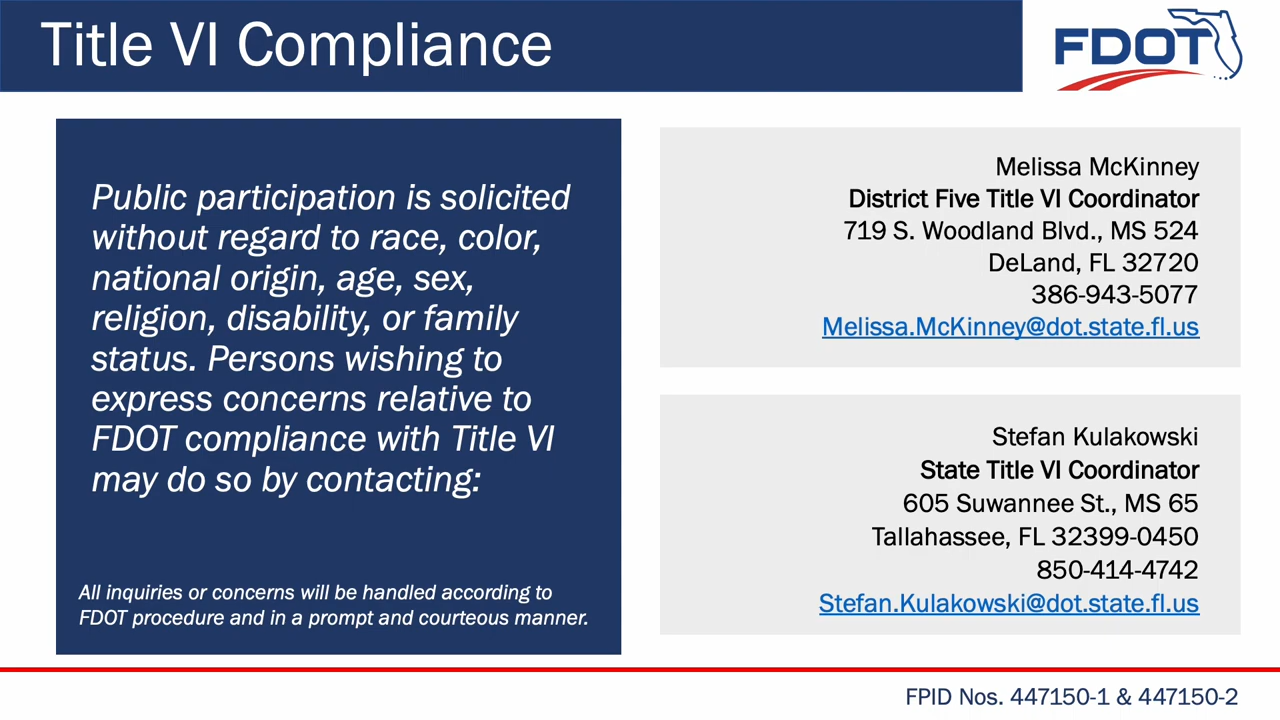 Title VI Compliance
FDOT
Public participation is solicited
without regard to race, color,
national origin, age, sex,
religion, disability, or family
status. Persons wishing to
express concerns relative to
FDOT compliance with Title VI
may do so by contacting:
All inquiries or concerns will be handled according to
FDOT procedure and in a prompt and courteous manner.
Melissa McKinney
District Five Title VI Coordinator
719 S. Woodland Blvd., MS 524
DeLand, FL 32720
386-943-5077
Melissa.McKinney@dot.state.fl.us
Stefan Kulakowski
State Title VI Coordinator
605 Suwannee St., MS 65
Tallahassee, FL 32399-0450
850-414-4742
Stefan.Kulakowski@dot.state.fl.us
FPID Nos. 447150-1 & 447150-2